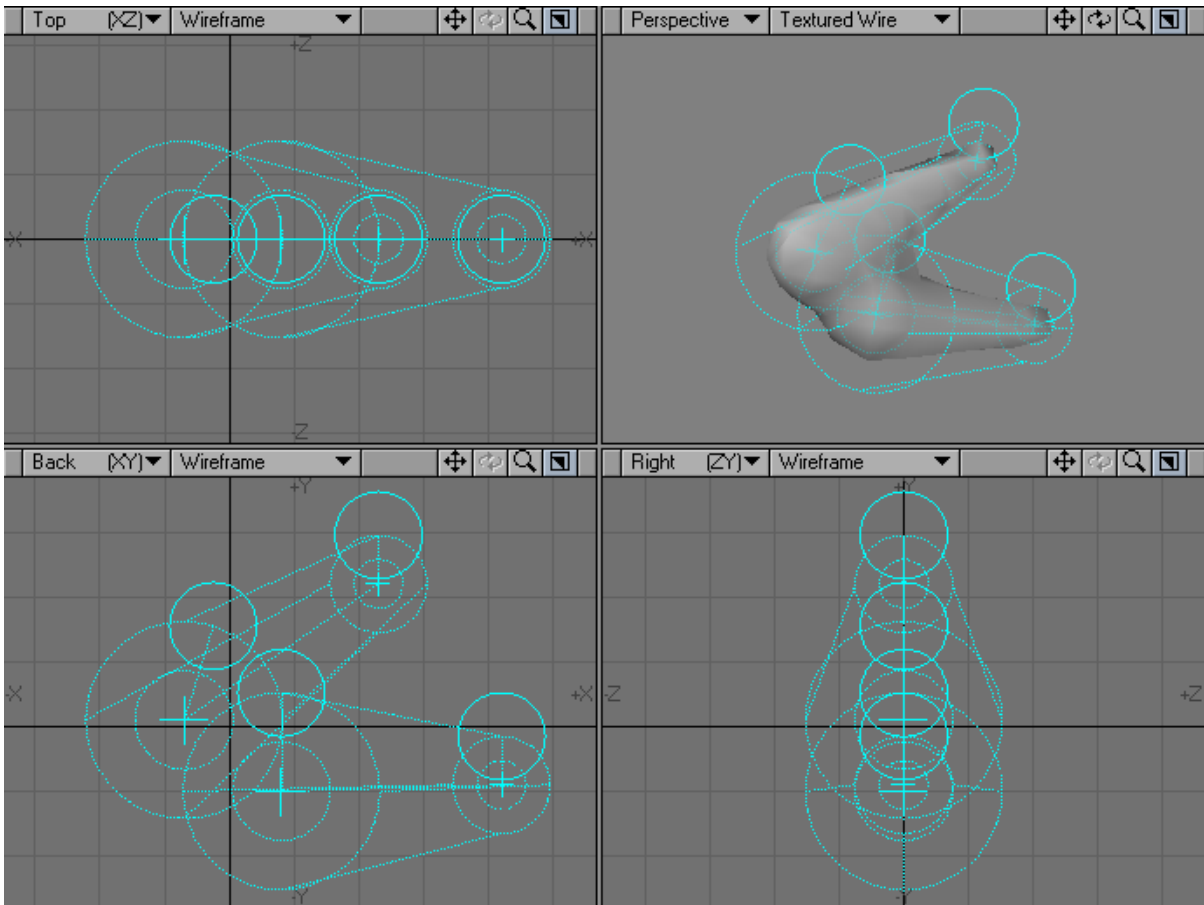 Top (XZ) Wireframe
Perspective Textured Wire
+Z
-X +X
-Z
Back (XY) Wireframe
Right (ZY) Wireframe
+Y
+Y
-X +X
-Z +Z
-Y
-Y